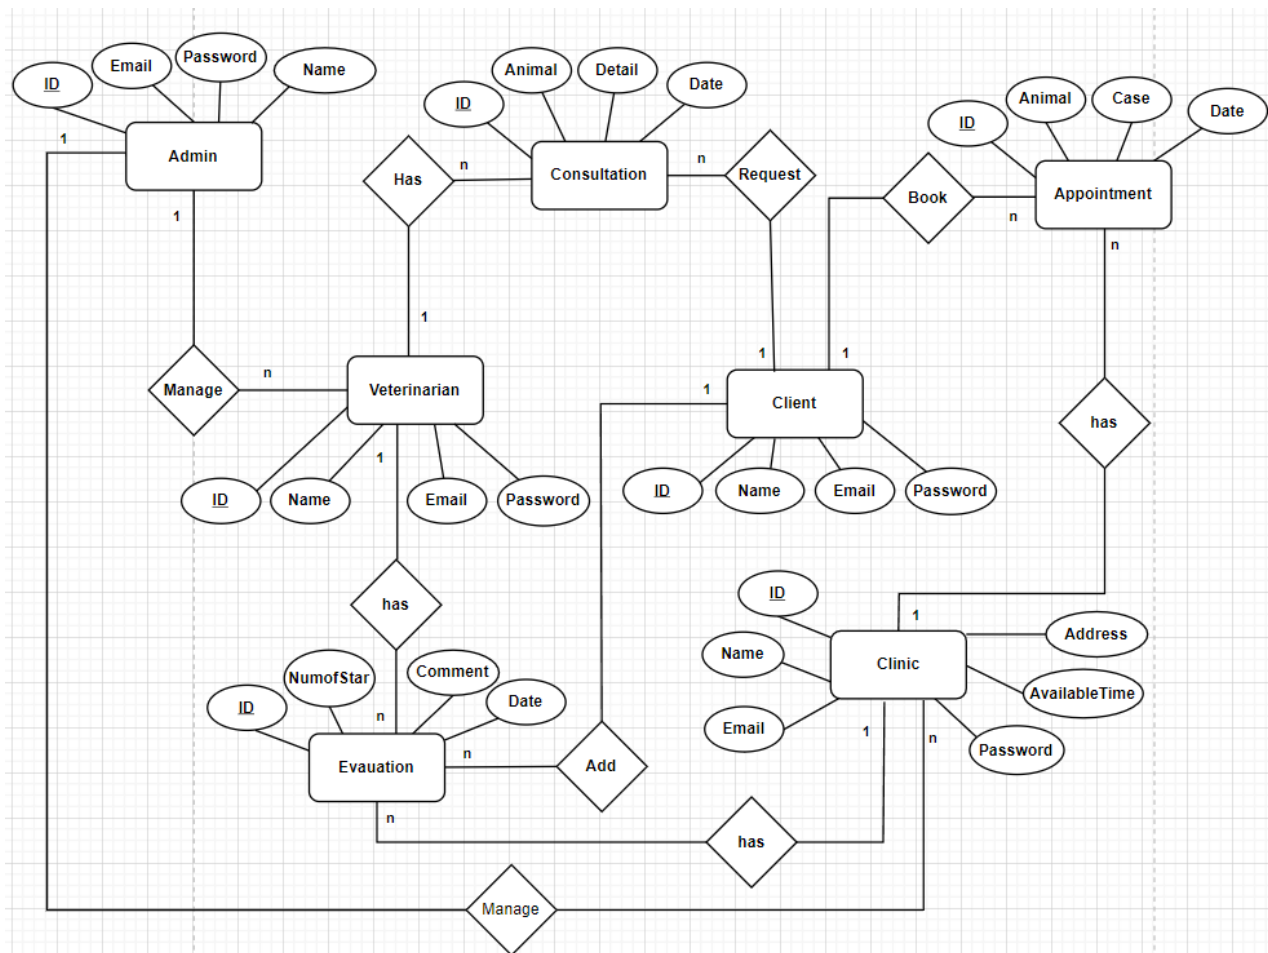 Password
Email
Name
ID
Admin
1
1
Animal
Detail
Date
ID
Consultation
Has
n
n
Request
Animal
Case
Date
ID
Appointment
Book
n
n
1
1
1
Manage
n
Veterinarian
1
Client
has
1
ID
Name
Email
Password
ID
Name
Email
Password
has
ID
1
Address
Name
Clinic
AvailableTime
Email
Password
1
n
NumofStar
Comment
ID
Date
n
Evauation
n
Add
n
has
Manage